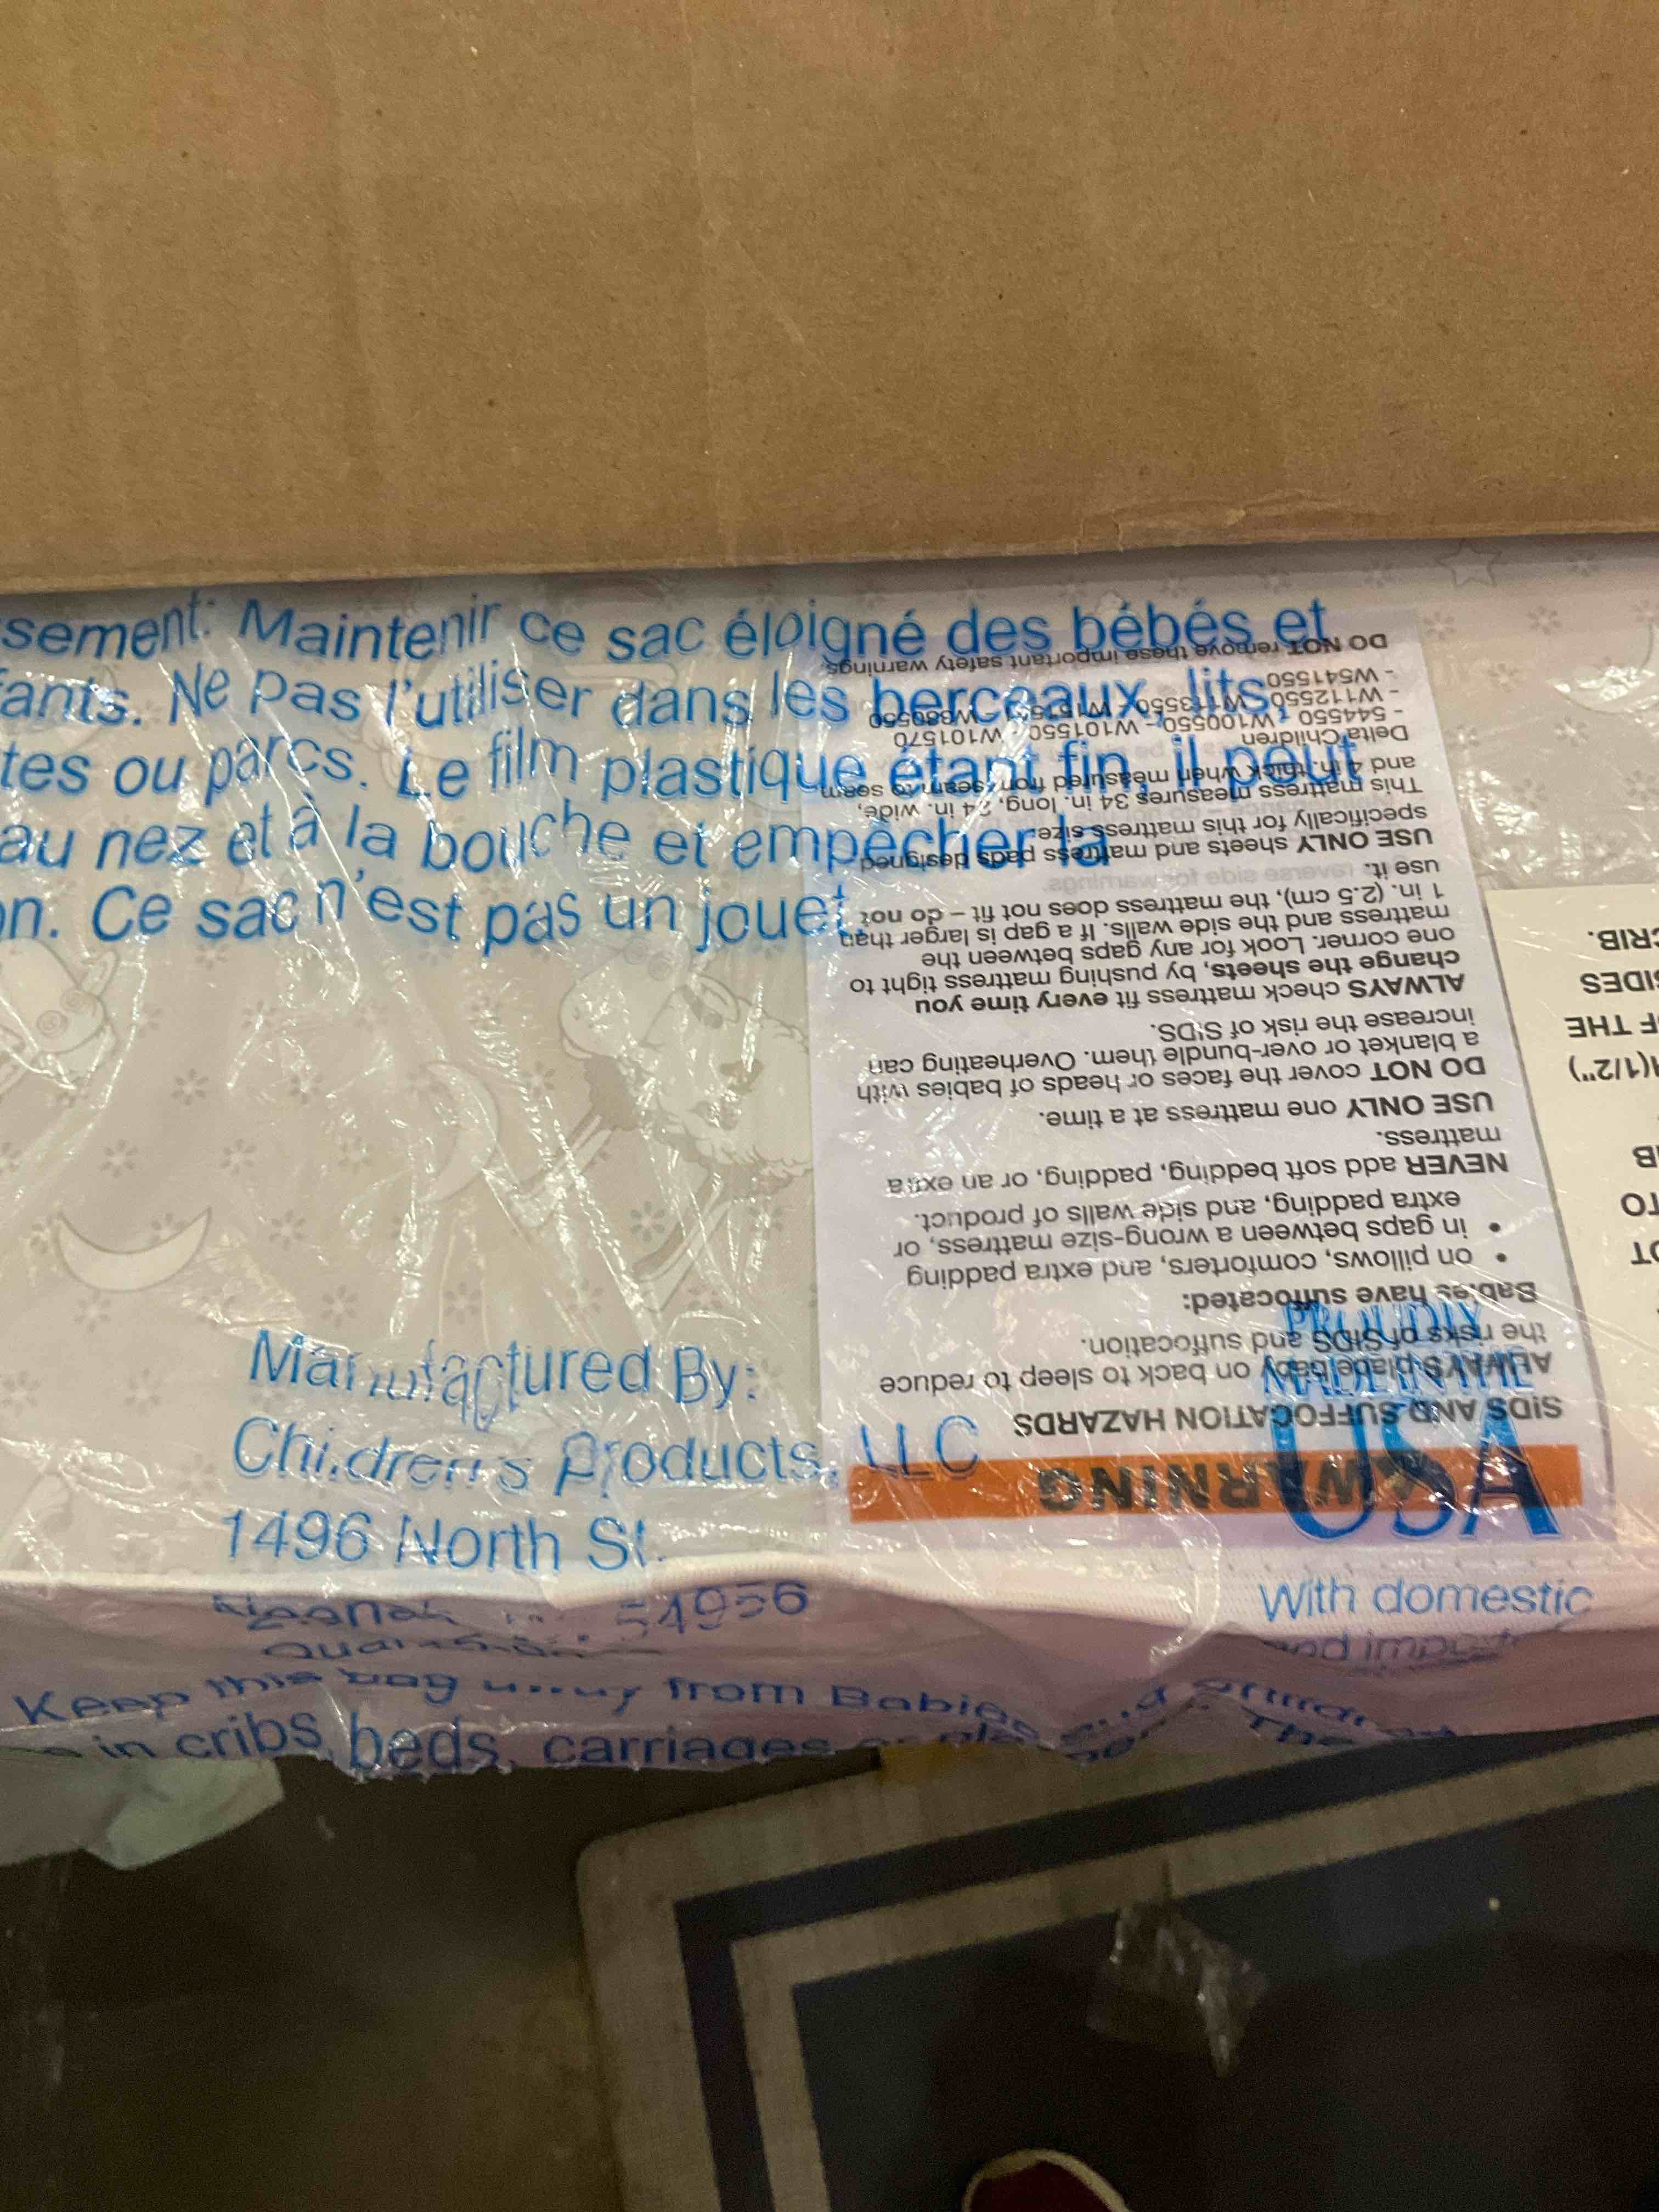 sement: Maintenir ce sac éloigné des bébés et
fants. Ne Pas l'utiliser dans les berceaux, lits
tes ou parcs. Le film plastique étant fin, il peut
au nez et à la bouche et empêcher la
on. Ce sac n'est pas un jouet.
Manufactured By:
Children's Products, LLC
1496 North St.
54956
Keep this bag away from Babies and
in cribs, beds, carriages
PROUDLY
MADE IN THE
USA
With domestic
and
WARNING
SIDS AND SUFFOCATION HAZARDS
ALWAYS place baby on back to sleep to reduce
the risks of SIDS and suffocation.
Babies have suffocated:
• on pillows, comforters, and extra padding
• in gaps between a wrong-size mattress, or
extra padding, and side walls of product.
NEVER add soft bedding, padding, or an extra
mattress.
USE ONLY one mattress at a time.
DO NOT cover the faces or heads of babies with
a blanket or over-bundle them. Overheating can
increase the risk of SIDS.
ALWAYS check mattress fit every time you
change the sheets, by pushing mattress tight to
one corner. Look for any gaps between the
mattress and the side walls. If a gap is larger than
1 in. (2.5 cm), the mattress does not fit – do not
use it.
reverse side for warnings
USE ONLY sheets and mattress pads designed
specifically for this mattress size.
This mattress measures 34 in. long, 24 in. wide,
and 4 in. thick when measured from seam to seam
Delta Children
- 544550 - W100550 - W101550 - W101570
- W112550 - W113550
- W541550
DO NOT remove these important safety warnings
OT
TO
IB
H(1/2")
F THE
SIDES
CRIB.